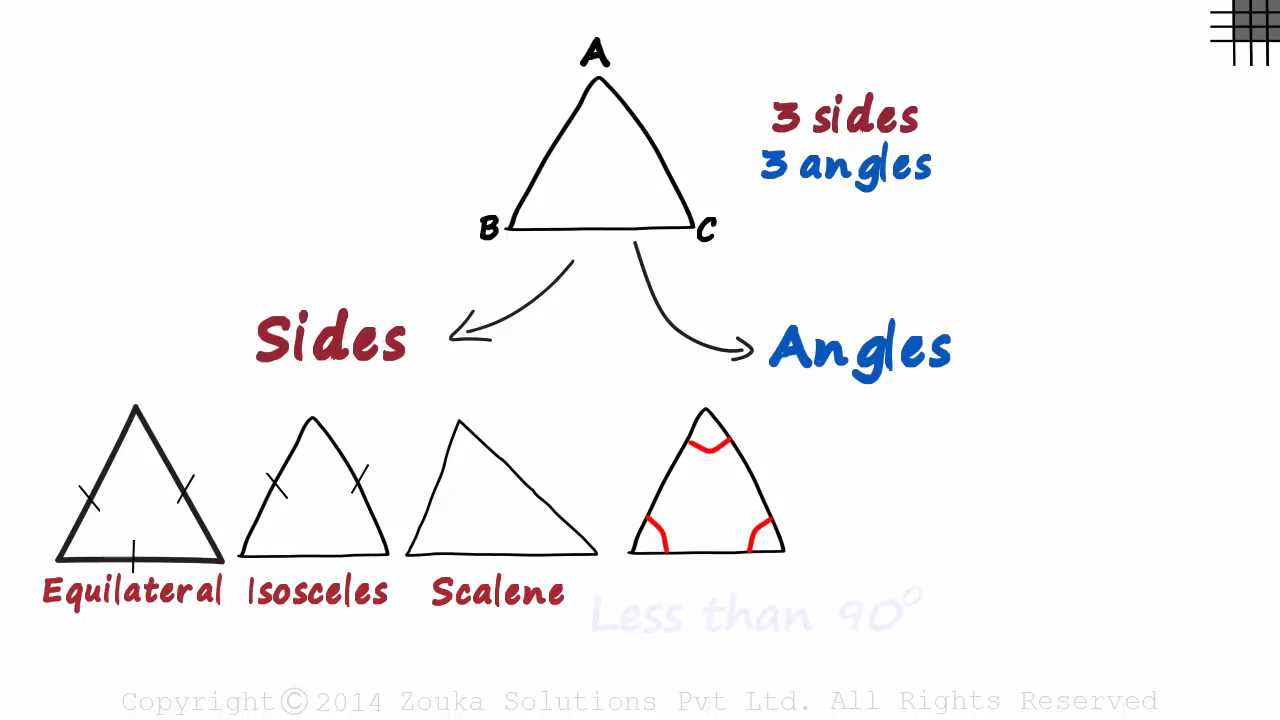 A
3 sides
3 angles
B
C
Sides
Angles
Equilateral
Isosceles
Scalene
Less than 90°
Copyright© 2014 Zouka Solutions Pvt Ltd. All Rights Reserved